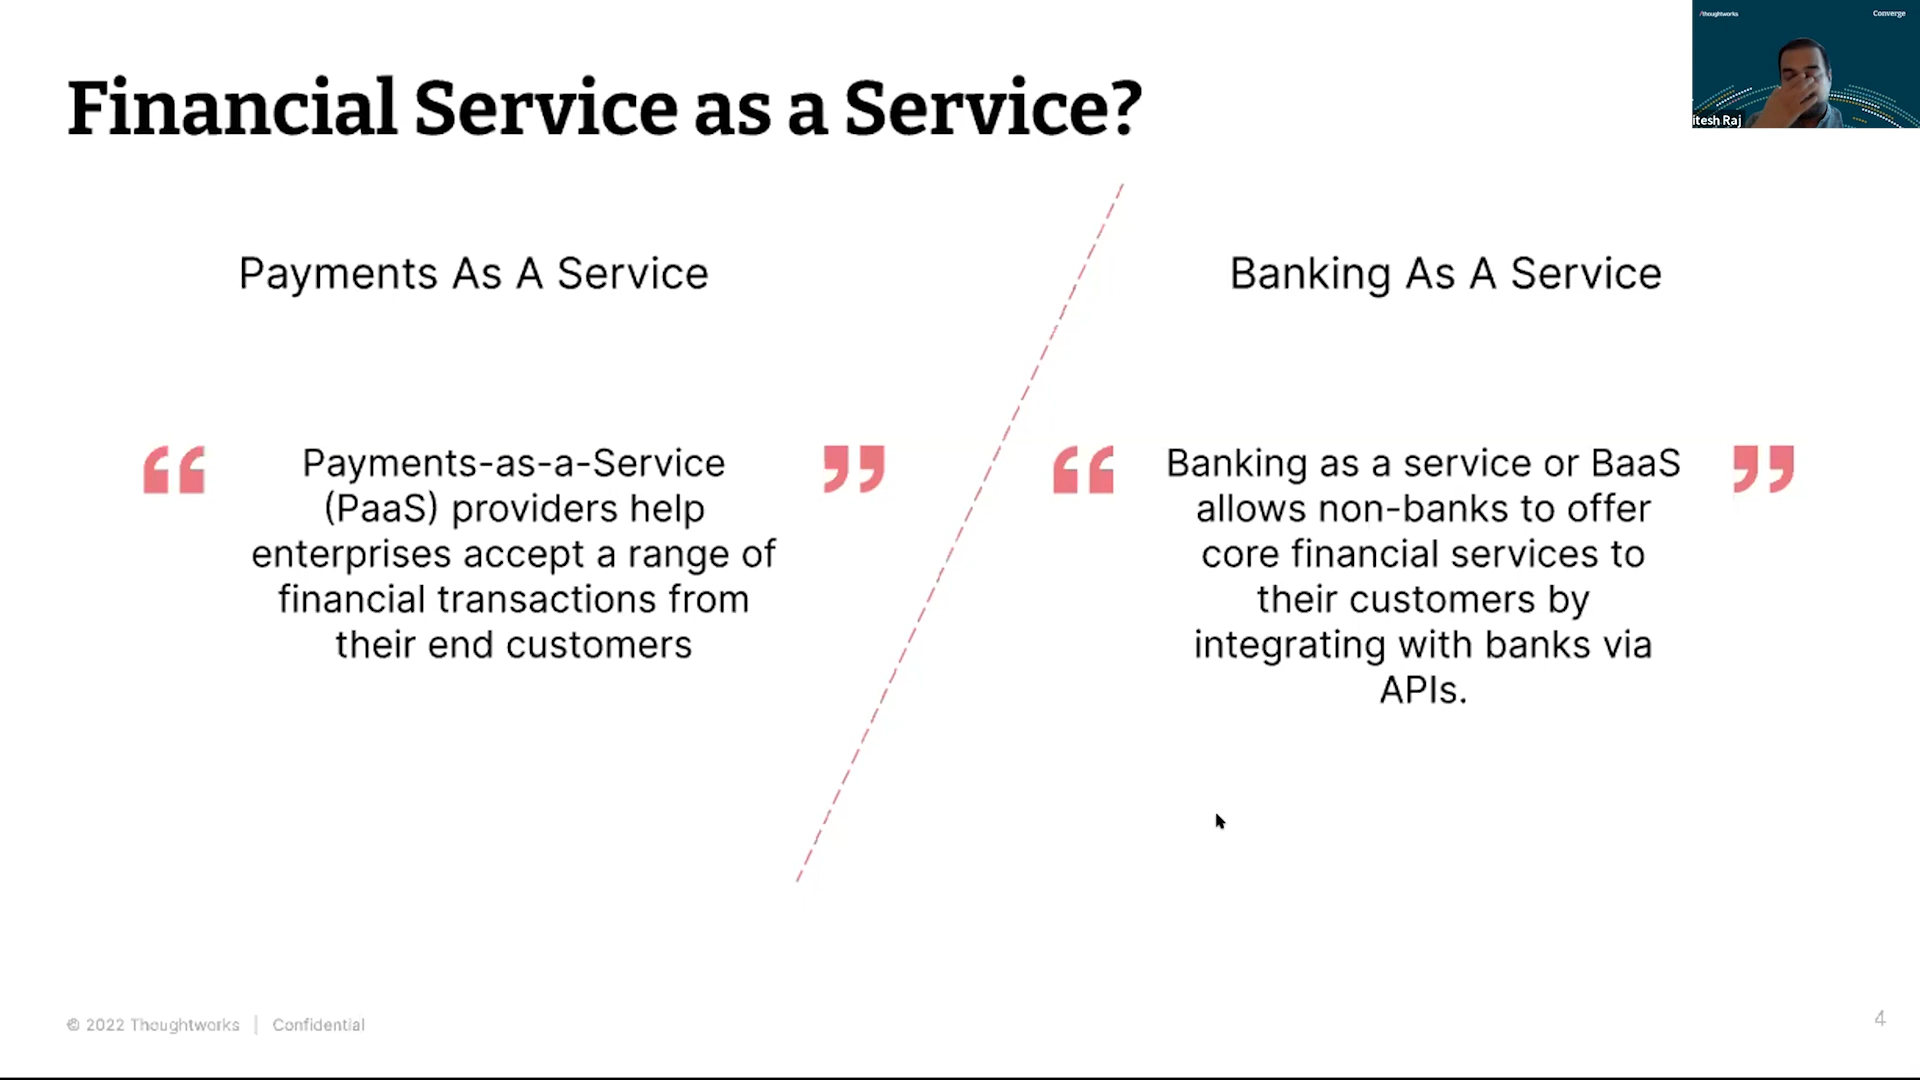 /thoughtworks
Converge
itesh Raj
Financial Service as a Service?
Payments As A Service
Payments-as-a-Service
(PaaS) providers help
enterprises accept a range of
financial transactions from
their end customers
Banking As A Service
Banking as a service or BaaS
allows non-banks to offer
core financial services to
their customers by
integrating with banks via
APIs.
© 2022 Thoughtworks | Confidential
4